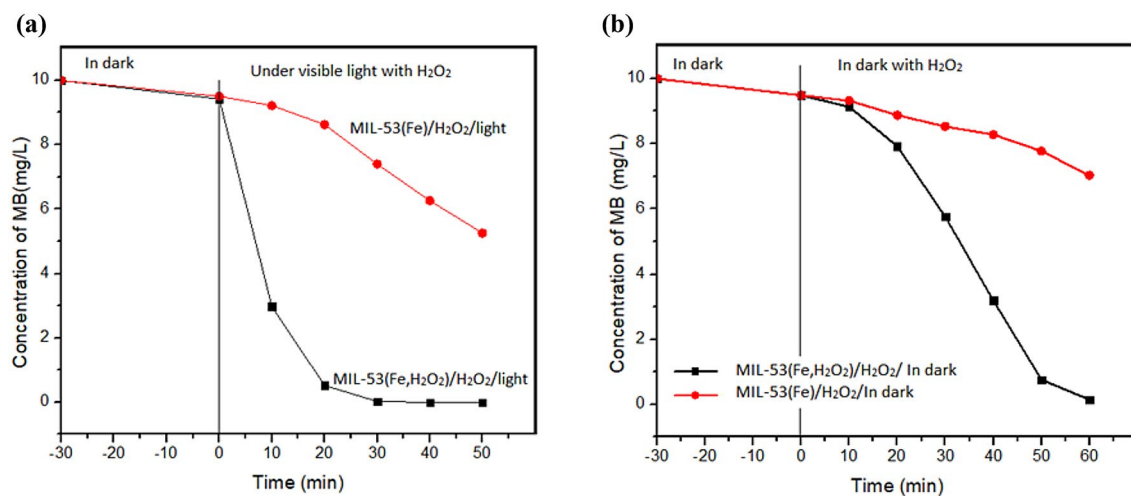 (a)
In dark
Under visible light with H₂O₂
MIL-53(Fe)/H₂O₂/light
MIL-53(Fe,H₂O₂)/H₂O₂/light
Concentration of MB(mg/L)
10
8
6
4
2
0
-30 -20 -10 0 10 20 30 40 50
Time (min)
(b)
In dark
In dark with H₂O₂
MIL-53(Fe,H₂O₂)/H₂O₂/ In dark
MIL-53(Fe)/H₂O₂/In dark
Concentration of MB (mg/L)
10
8
6
4
2
0
-30 -20 -10 0 10 20 30 40 50 60
Time (min)